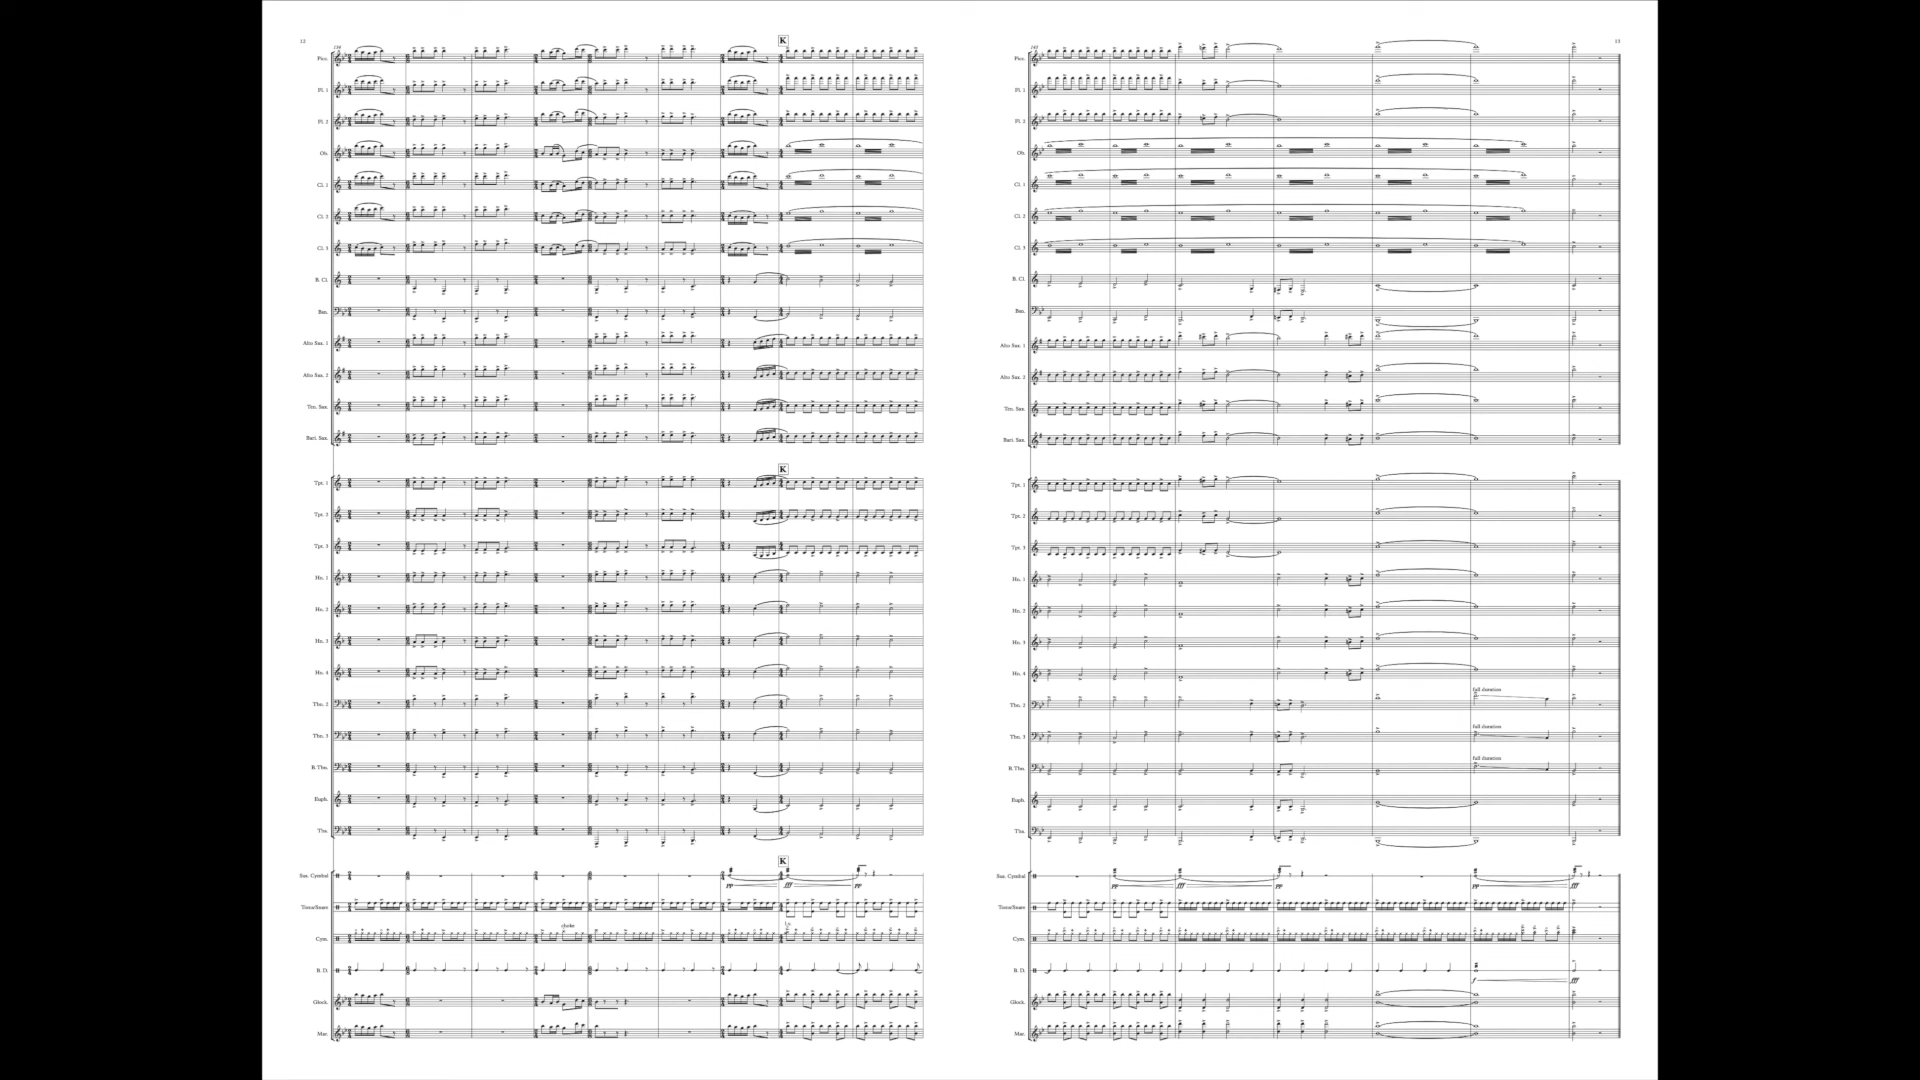 12
134
K
Picc.
Fl. 1
Fl. 2
Ob.
Cl. 1
Cl. 2
Cl. 3
B. Cl.
Bsn.
Alto Sax. 1
Alto Sax. 2
Ten. Sax.
Bari. Sax.
K
Tpt. 1
Tpt. 2
Tpt. 3
Hn. 1
Hn. 2
Hn. 3
Hn. 4
Tbn. 2
Tbn. 3
B. Tbn.
Euph.
Tba.
K
Sus. Cymbal
pp fff pp
Toms/Snare
choke
Cym.
B. D.
Glock.
Mar.
13
Picc.
Fl. 1
Fl. 2
Ob.
Cl. 1
Cl. 2
Cl. 3
B. Cl.
Bsn.
Alto Sax. 1
Alto Sax. 2
Ten. Sax.
Bari. Sax.
Tpt. 1
Tpt. 2
Tpt. 3
Hn. 1
Hn. 2
Hn. 3
Hn. 4
full duration
Tbn. 2
full duration
Tbn. 3
full duration
B. Tbn.
Euph.
Tba.
Sus. Cymbal
pp fff pp pp fff
Toms/Snare
Cym.
B. D.
f fff
Glock.
Mar.